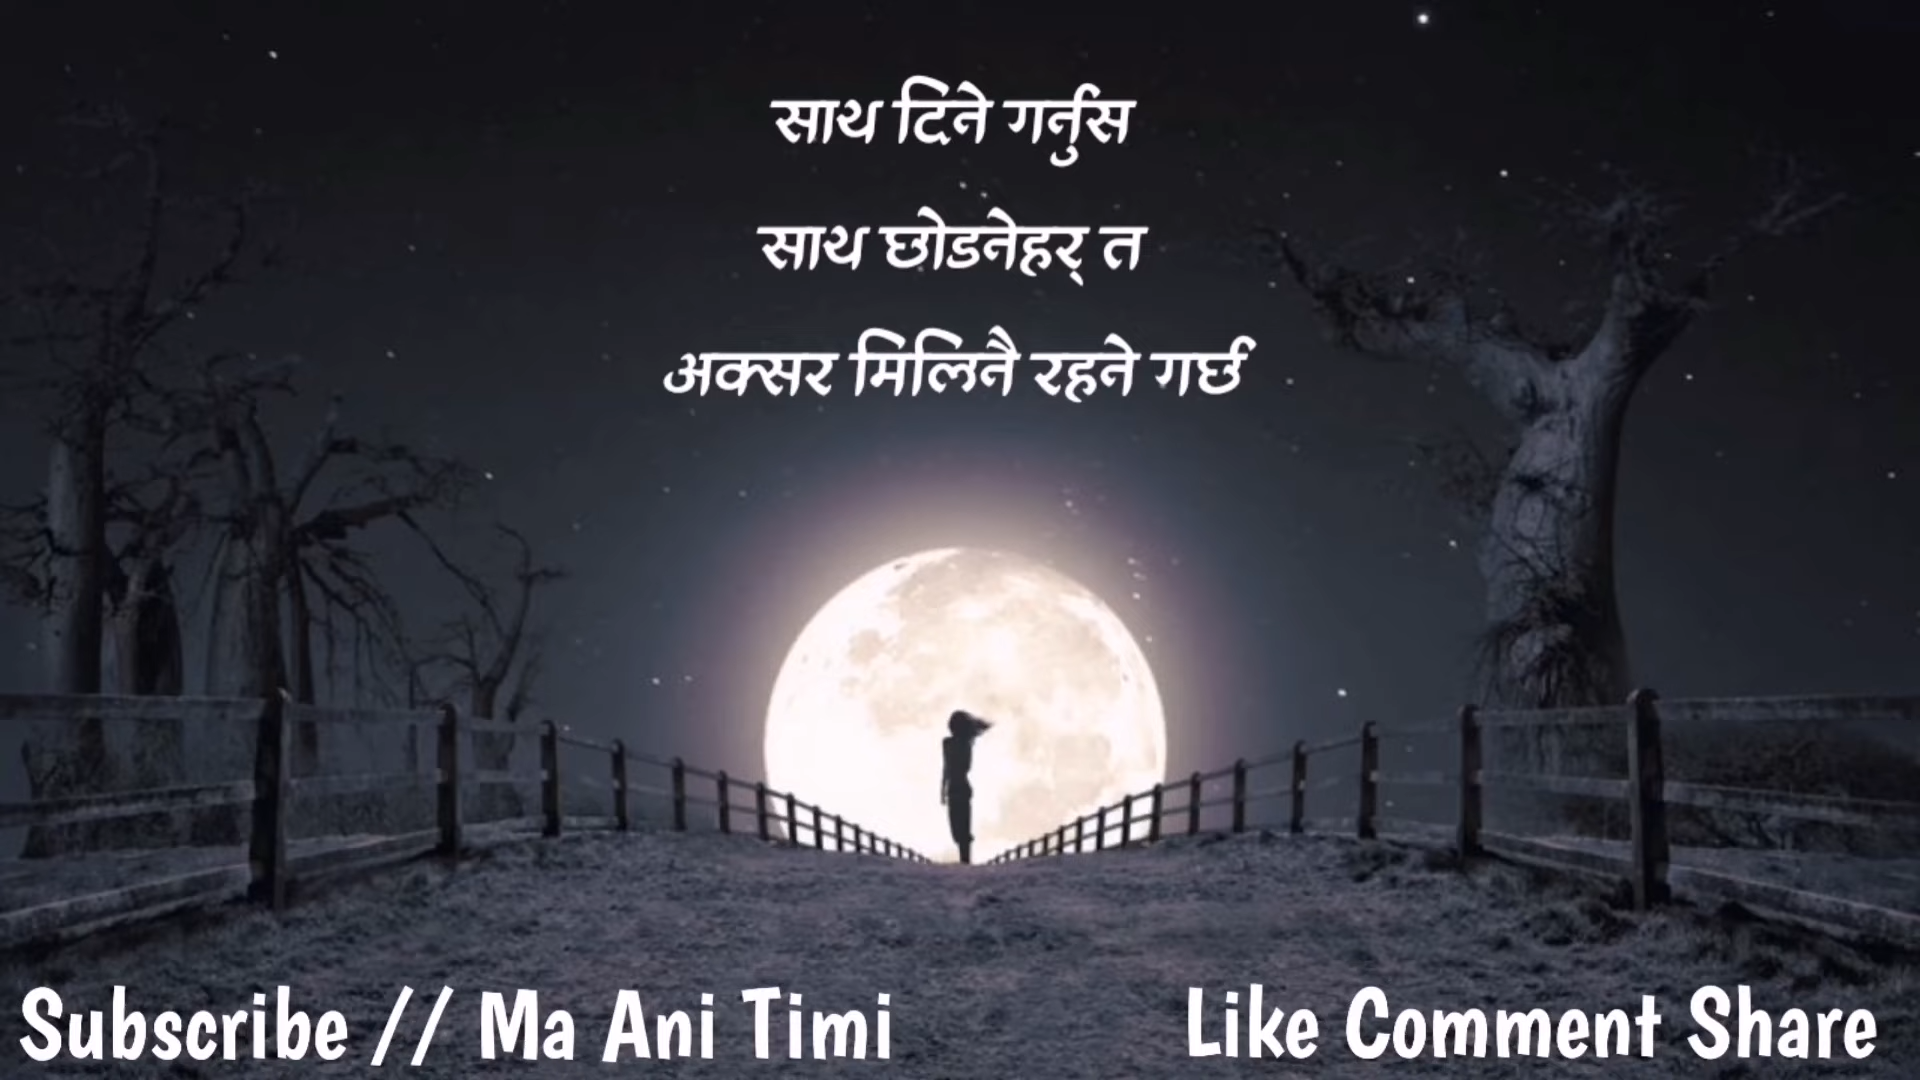 साथ दिने गर्नुस
साथ छोडनेहर् त
अक्सर मिलिनै रहने गर्छ
Subscribe // Ma Ani Timi
Like Comment Share